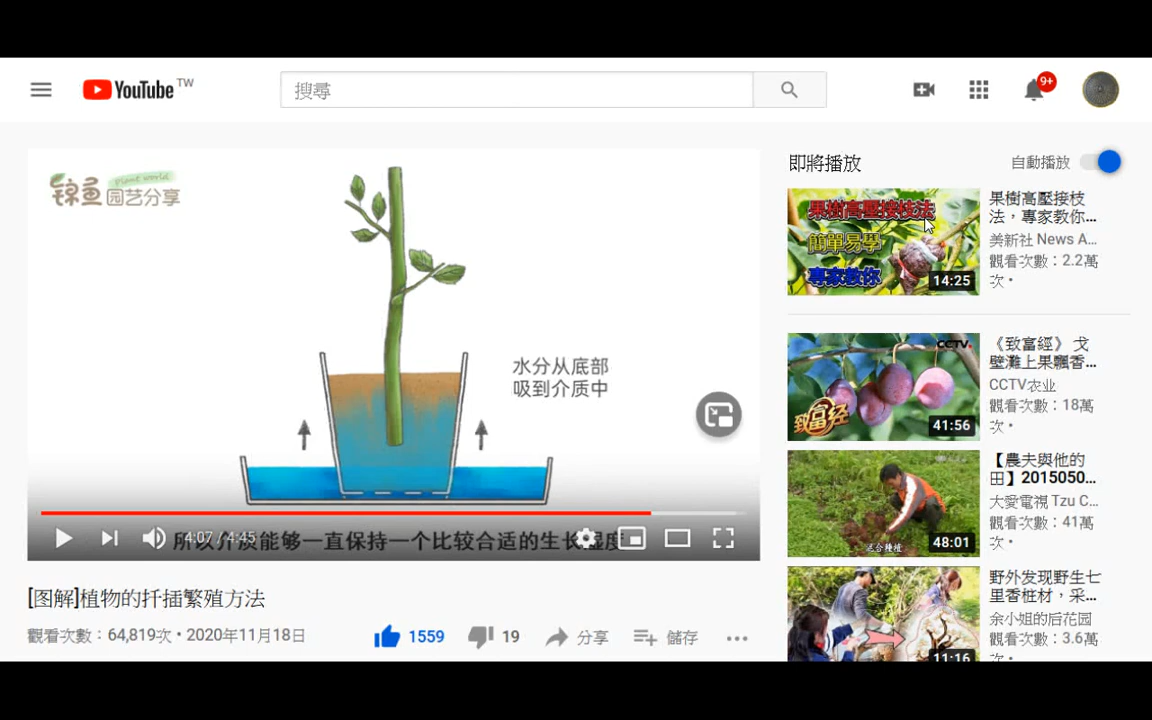 YouTube TW
搜尋
9+
锦鱼 plant world 园艺分享
水分从底部
吸到介质中
所以介质能够一直保持一个比较合适的生长湿度
4:07 / 4:45
[图解]植物的扦插繁殖方法
觀看次數：64,819次 • 2020年11月18日
1559
19
分享
儲存
即將播放
自動播放
果樹高壓接枝法
簡單易學
專家教你
14:25
果樹高壓接枝
法，專家教你...
美新社 News A...
觀看次數：2.2萬
次 •
CCTV.
致富经
41:56
《致富經》 戈
壁灘上果飄香...
CCTV农业
觀看次數：18萬
次 •
混合種植
48:01
【農夫與他的
田】2015050...
大愛電視 Tzu C...
觀看次數：41萬
次 •
11:16
野外发现野生七
里香桩材，采...
余小姐的后花园
觀看次數：3.6萬
次 •